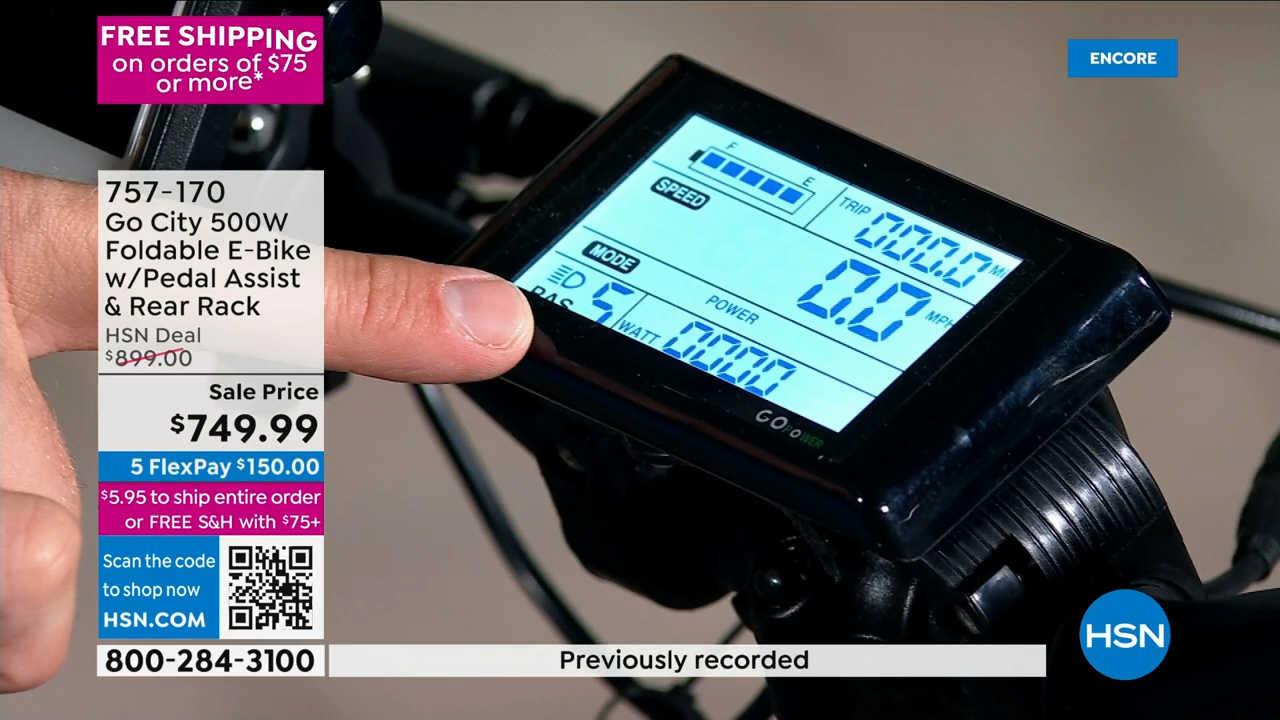 FREE SHIPPING
on orders of $75
or more*
ENCORE
757-170
Go City 500W
Foldable E-Bike
w/Pedal Assist
& Rear Rack
HSN Deal
$899.00
Sale Price
$749.99
5 FlexPay $150.00
$5.95 to ship entire order
or FREE S&H with $75+
Scan the code
to shop now
HSN.COM
800-284-3100
Previously recorded
HSN
F
E
SPEED
TRIP 000.0
0.0 MPH
MODE
POWER
PAS 5
WATT 0000
GOPOWER